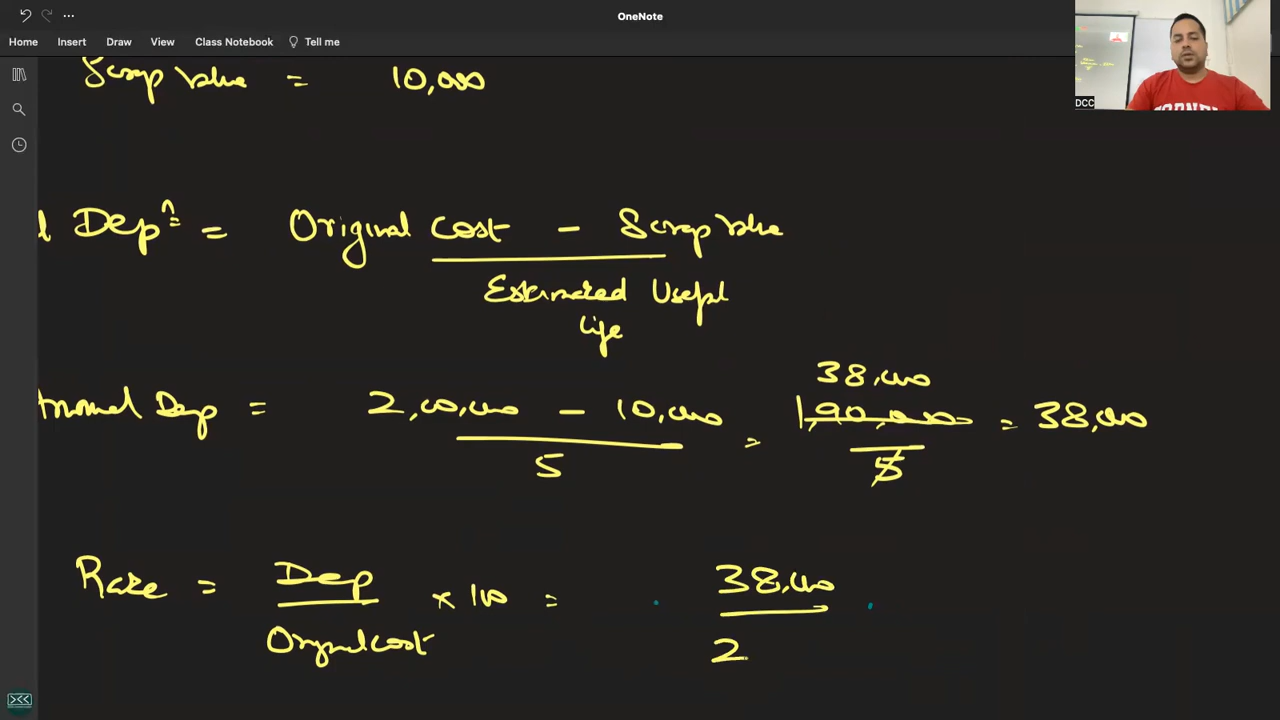 OneNote
Home Insert Draw View Class Notebook Tell me
DCC
Scrap Value = 10,000
l Depⁿ = Original Cost - Scrap Value
Estimated Useful
life
38,000
Annual Dep = 2,00,000 - 10,000 = 1,90,000 = 38,000
5 5
Rate = Dep × 100 = 38,000
Original cost 2